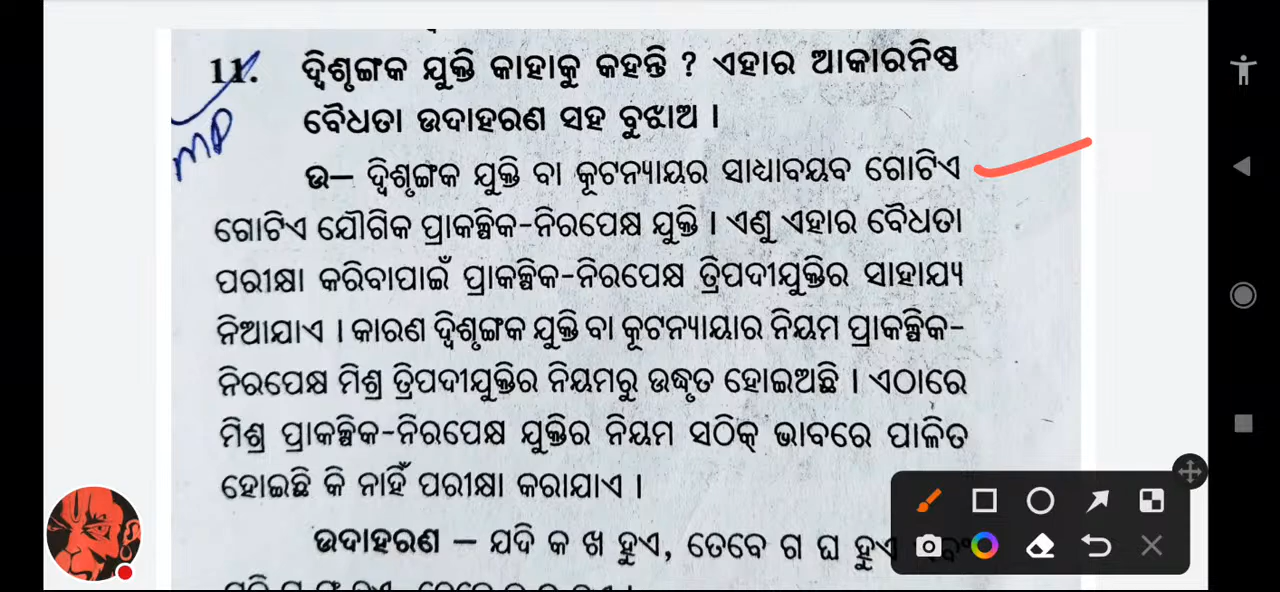 11. ଦ୍ଵିଶୃଙ୍ଗକ ଯୁକ୍ତି କାହାକୁ କହନ୍ତି ? ଏହାର ଆକାରନିଷ୍ଠ
ବୈଧତା ଉଦାହରଣ ସହ ବୁଝାଅ ।
ଉ– ଦ୍ଵିଶୃଙ୍ଗକ ଯୁକ୍ତି ବା କୂଟନ୍ୟାୟର ସାଧ୍ୟାବୟବ ଗୋଟିଏ
ଗୋଟିଏ ଯୌଗିକ ପ୍ରାକଳ୍ପିକ-ନିରପେକ୍ଷ ଯୁକ୍ତି । ଏଣୁ ଏହାର ବୈଧତା
ପରୀକ୍ଷା କରିବାପାଇଁ ପ୍ରାକଳ୍ପିକ-ନିରପେକ୍ଷ ତ୍ରିପଦୀଯୁକ୍ତିର ସାହାଯ୍ୟ
ନିଆଯାଏ । କାରଣ ଦ୍ଵିଶୃଙ୍ଗକ ଯୁକ୍ତି ବା କୂଟନ୍ୟାୟାର ନିୟମ ପ୍ରାକଳ୍ପିକ-
ନିରପେକ୍ଷ ମିଶ୍ର ତ୍ରିପଦୀଯୁକ୍ତିର ନିୟମରୁ ଉଦ୍ଧୃତ ହୋଇଅଛି । ଏଠାରେ
ମିଶ୍ର ପ୍ରାକଳ୍ପିକ-ନିରପେକ୍ଷ ଯୁକ୍ତିର ନିୟମ ସଠିକ୍ ଭାବରେ ପାଳିତ
ହୋଇଛି କି ନାହିଁ ପରୀକ୍ଷା କରାଯାଏ ।
ଉଦାହରଣ – ଯଦି କ ଖ ହୁଏ, ତେବେ ଗ ଘ ହୁଏ